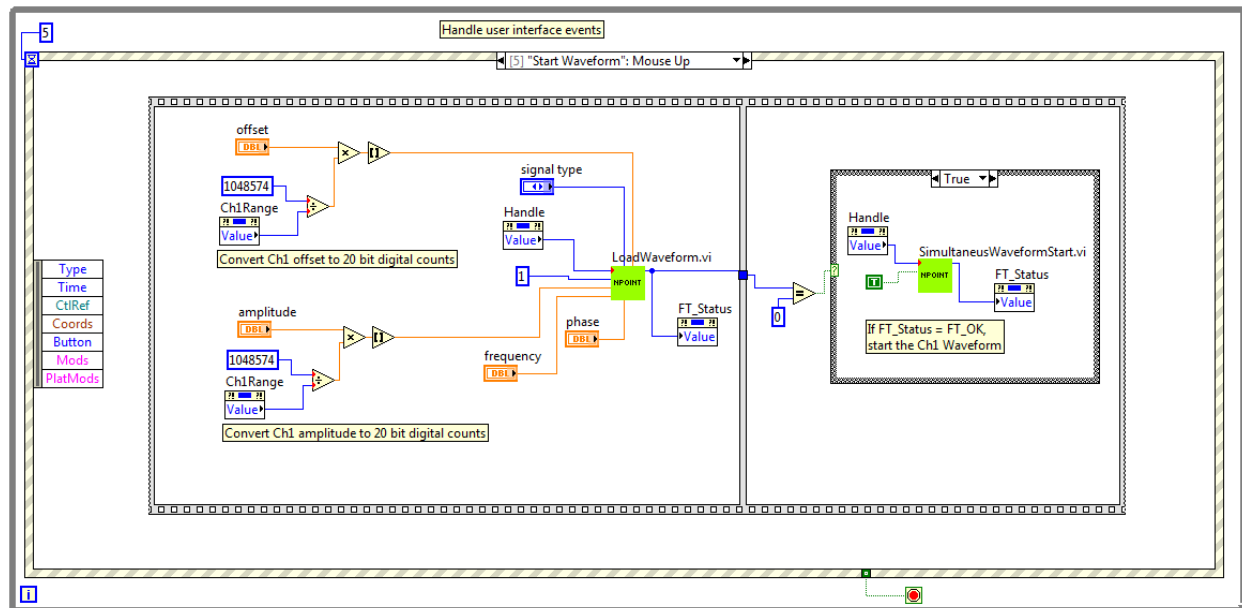 Handle user interface events
5
[5] "Start Waveform": Mouse Up
offset
DBL
1048574
Ch1Range
Value
Convert Ch1 offset to 20 bit digital counts
signal type
Handle
Value
1
LoadWaveform.vi
NPOINT
FT_Status
Value
phase
DBL
frequency
DBL
amplitude
DBL
1048574
Ch1Range
Value
Convert Ch1 amplitude to 20 bit digital counts
Type
Time
CtlRef
Coords
Button
Mods
PlatMods
0
=
?
True
Handle
Value
SimultaneusWaveformStart.vi
NPOINT
T
FT_Status
Value
If FT_Status = FT_OK,
start the Ch1 Waveform
i